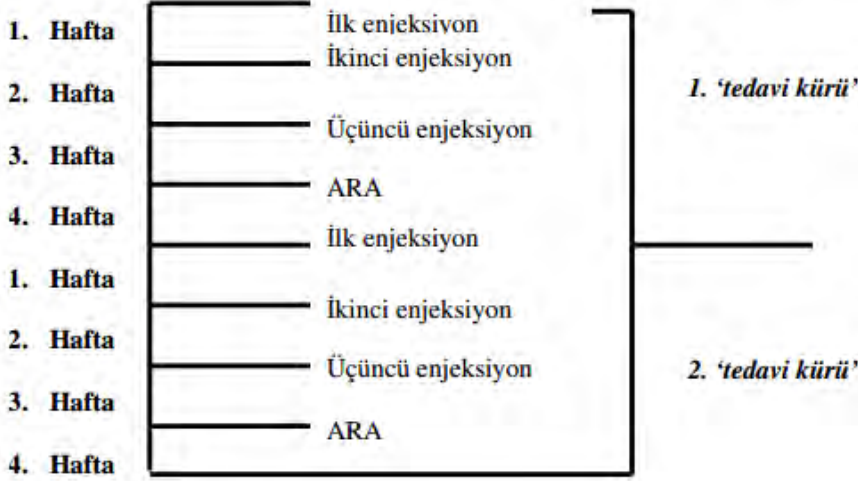 1. Hafta
İlk enjeksiyon
İkinci enjeksiyon
2. Hafta
1. ‘tedavi kürü’
Üçüncü enjeksiyon
3. Hafta
ARA
4. Hafta
İlk enjeksiyon
1. Hafta
İkinci enjeksiyon
2. Hafta
Üçüncü enjeksiyon
2. ‘tedavi kürü’
3. Hafta
ARA
4. Hafta